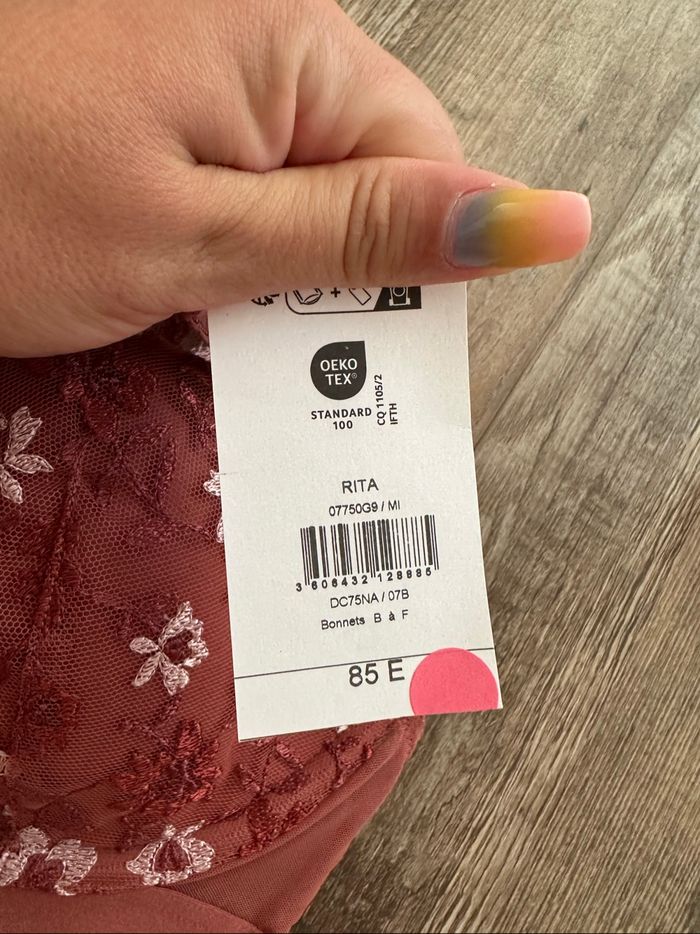 OEKO
TEX®
STANDARD
100
CQ 1105/2
IFTH
RITA
07750G9 / MI
3 606432 128885
DC75NA / 07B
Bonnets B à F
85 E